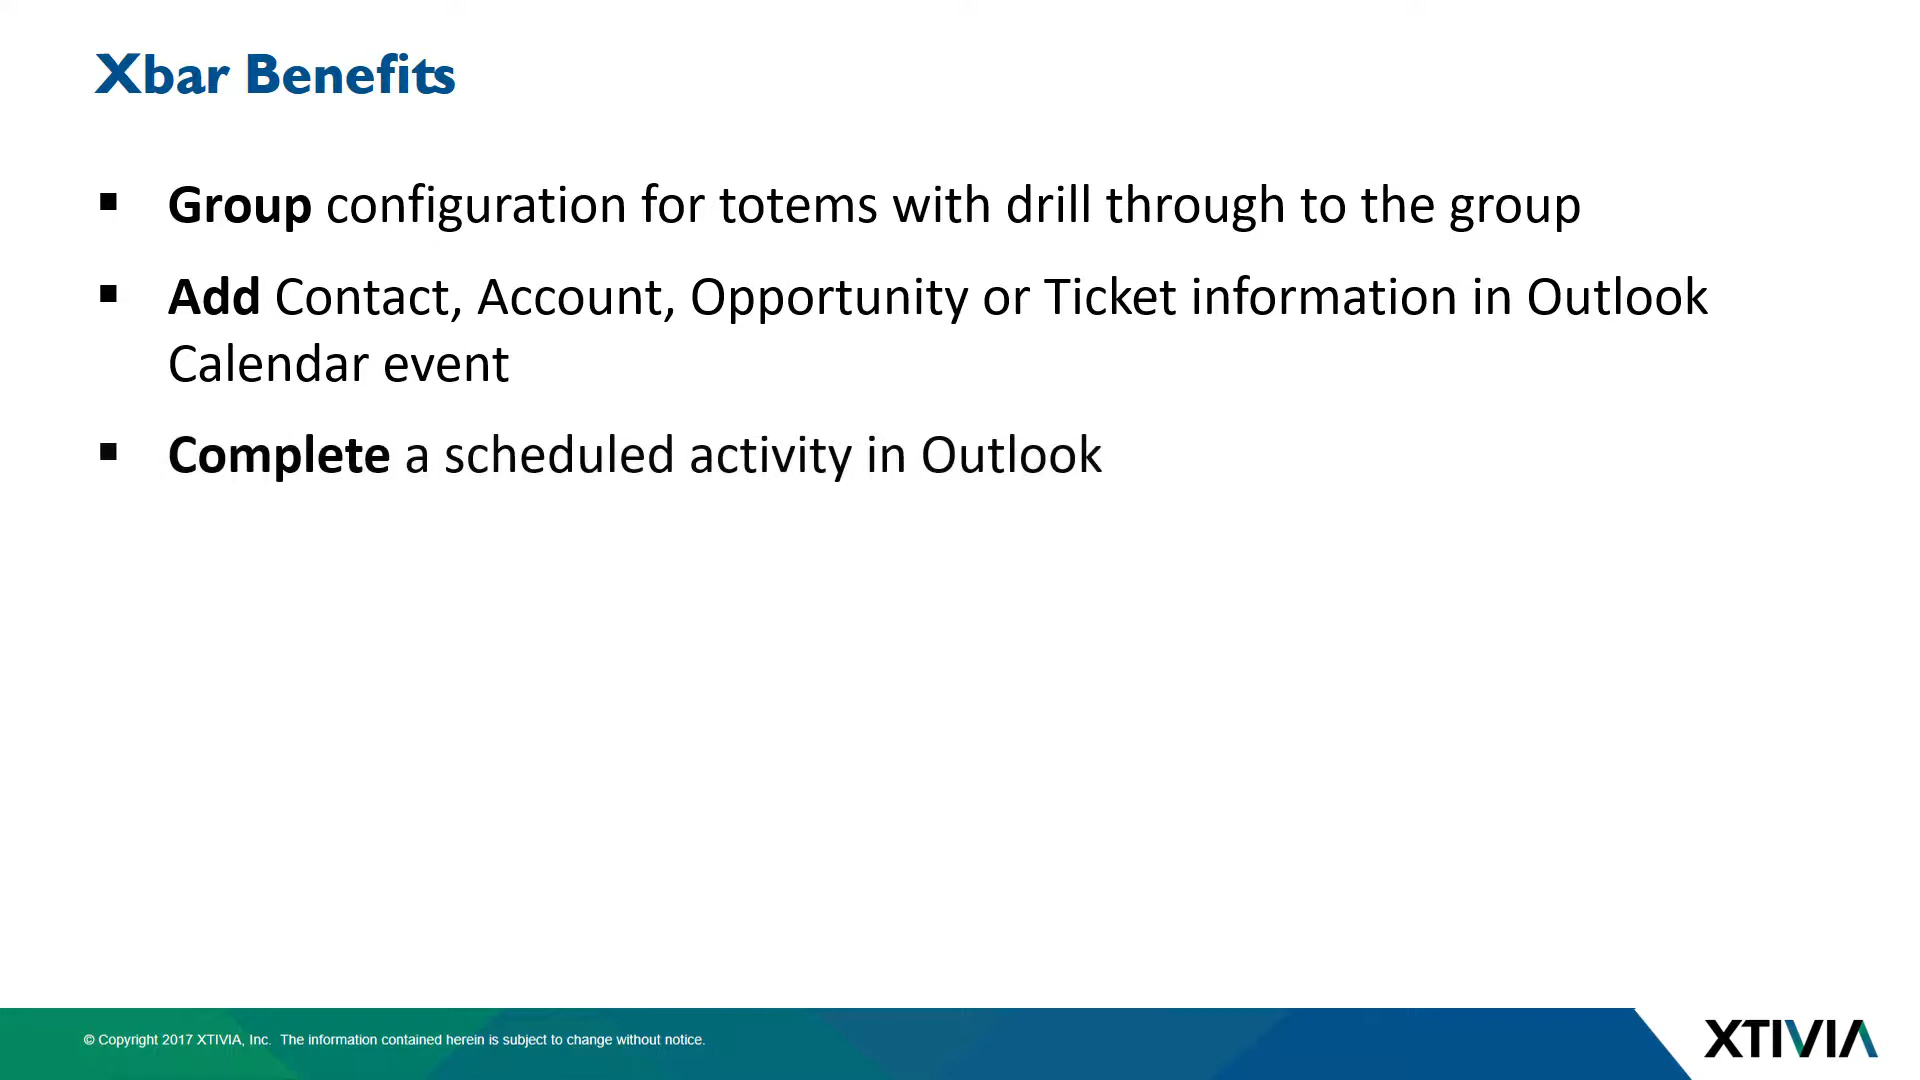 Xbar Benefits
▪ Group configuration for totems with drill through to the group
▪ Add Contact, Account, Opportunity or Ticket information in Outlook
Calendar event
▪ Complete a scheduled activity in Outlook
© Copyright 2017 XTIVIA, Inc. The information contained herein is subject to change without notice.
XTIVIA